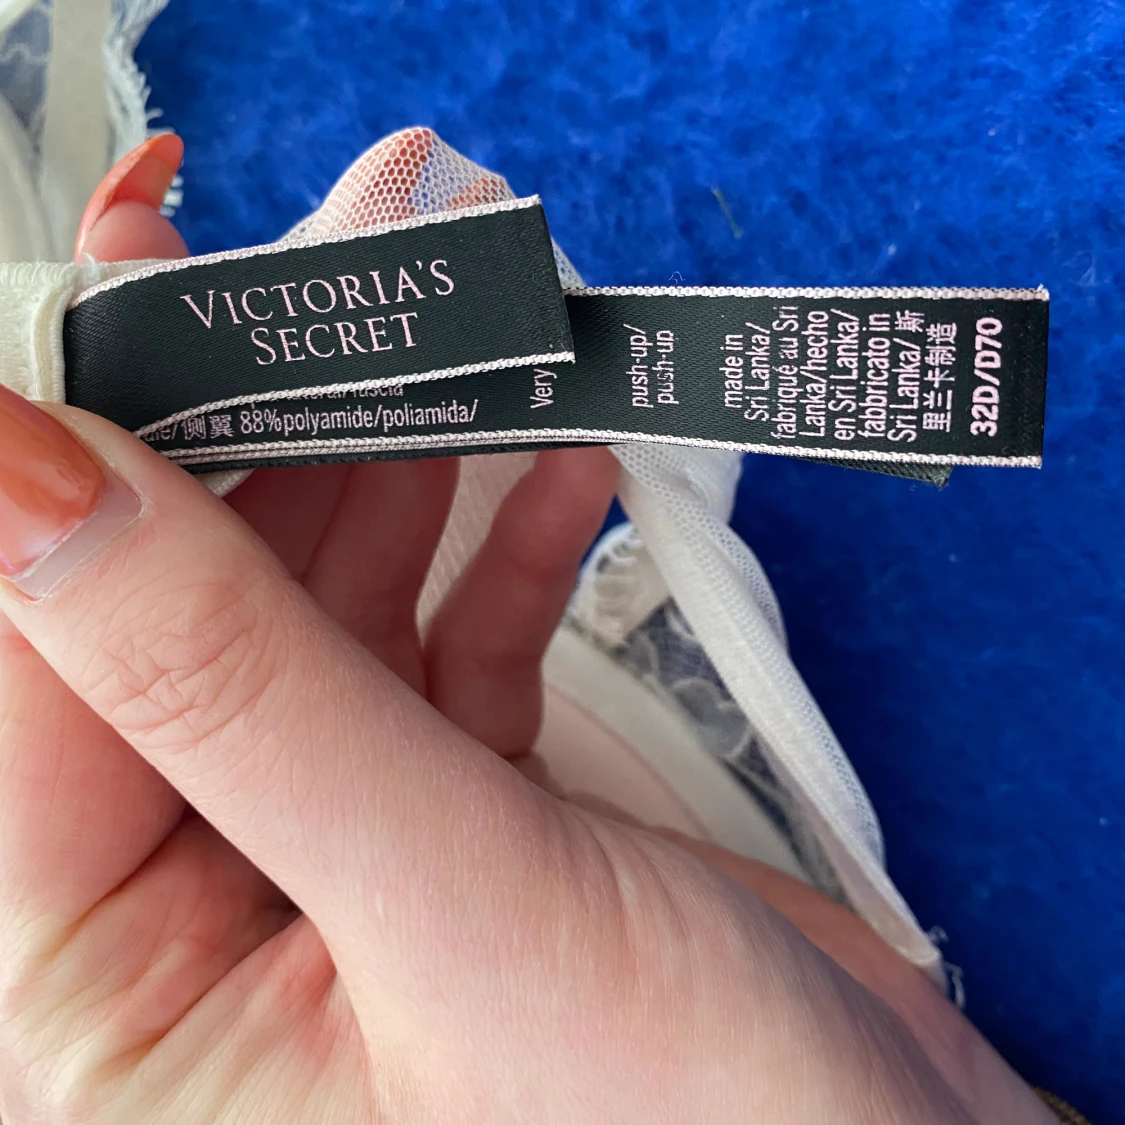 VICTORIA'S
SECRET
88%polyamide/poliamida/
Very
push-up/
push-up
made in
Sri Lanka/
fabriqué au Sri
Lanka/hecho
en Sri Lanka/
fabbricato in
Sri Lanka/ 斯
里兰卡制造
32D/D70